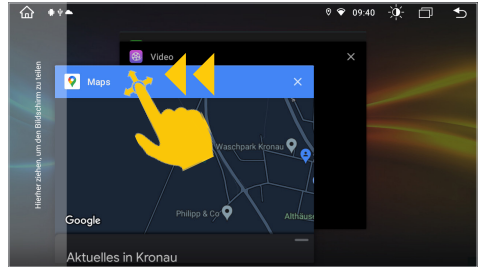 09:40
Video
Maps
Hierher ziehen, um den Bildschirm zu teilen
Waschpark Kronau
Philipp & Co
Althäus
Google
Aktuelles in Kronau